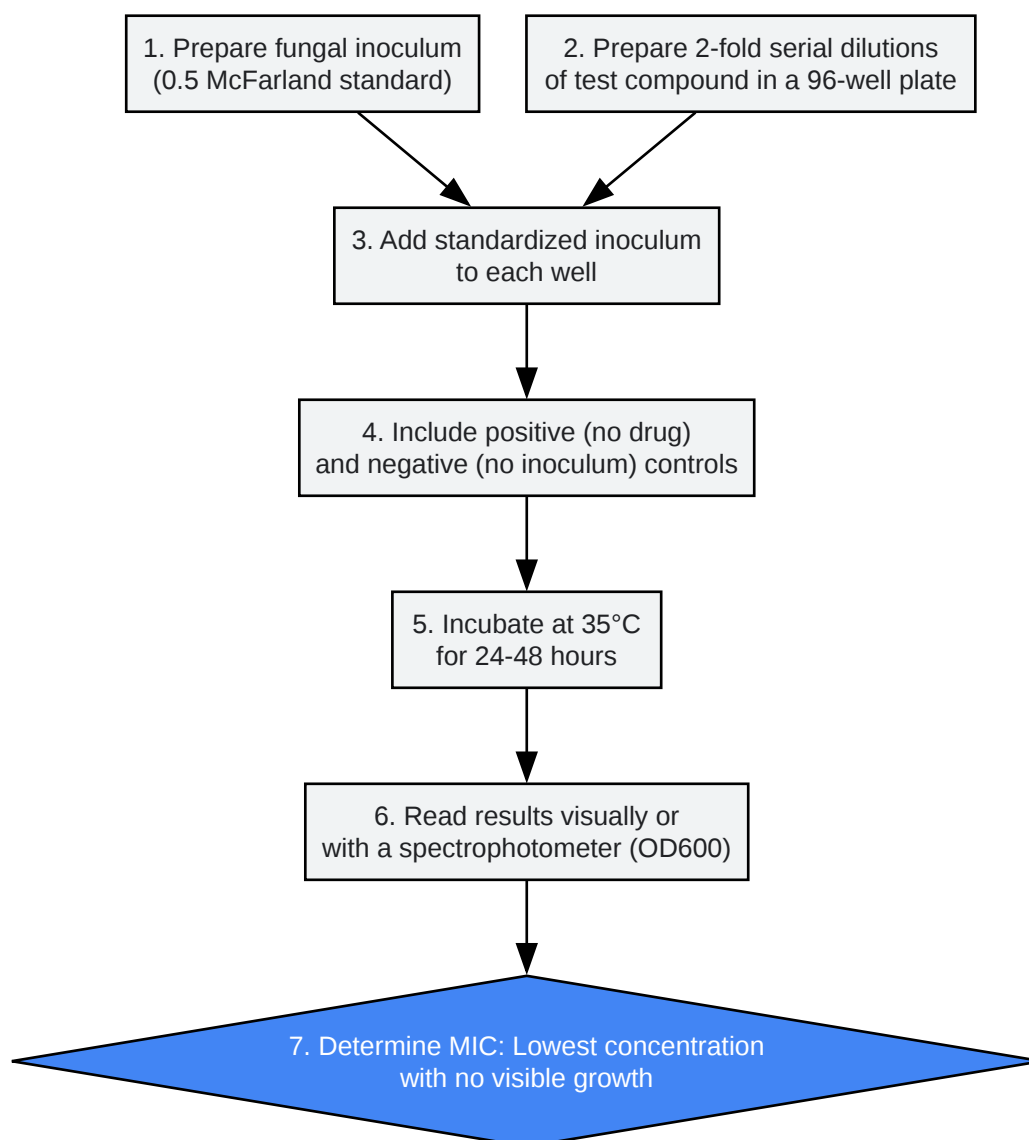 1. Prepare fungal inoculum
(0.5 McFarland standard)
2. Prepare 2-fold serial dilutions
of test compound in a 96-well plate
3. Add standardized inoculum
to each well
4. Include positive (no drug)
and negative (no inoculum) controls
5. Incubate at 35°C
for 24-48 hours
6. Read results visually or
with a spectrophotometer (OD600)
7. Determine MIC: Lowest concentration
with no visible growth